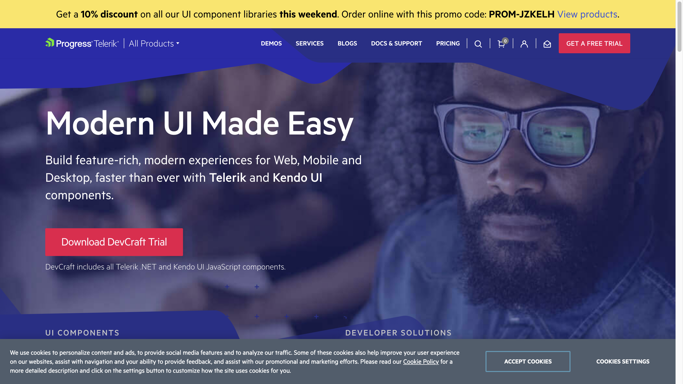 Get a 10% discount on all our UI component libraries this weekend. Order online with this promo code: PROM-JZKELH View products.
Progress Telerik All Products
DEMOS SERVICES BLOGS DOCS & SUPPORT PRICING 0 GET A FREE TRIAL
Modern UI Made Easy
Build feature-rich, modern experiences for Web, Mobile and
Desktop, faster than ever with Telerik and Kendo UI
components.
Download DevCraft Trial
DevCraft includes all Telerik .NET and Kendo UI JavaScript components.
UI COMPONENTS DEVELOPER SOLUTIONS
We use cookies to personalize content and ads, to provide social media features and to analyze our traffic. Some of these cookies also help improve your user experience
on our websites, assist with navigation and your ability to provide feedback, and assist with our promotional and marketing efforts. Please read our Cookie Policy for a
more detailed description and click on the settings button to customize how the site uses cookies for you.
ACCEPT COOKIES COOKIES SETTINGS